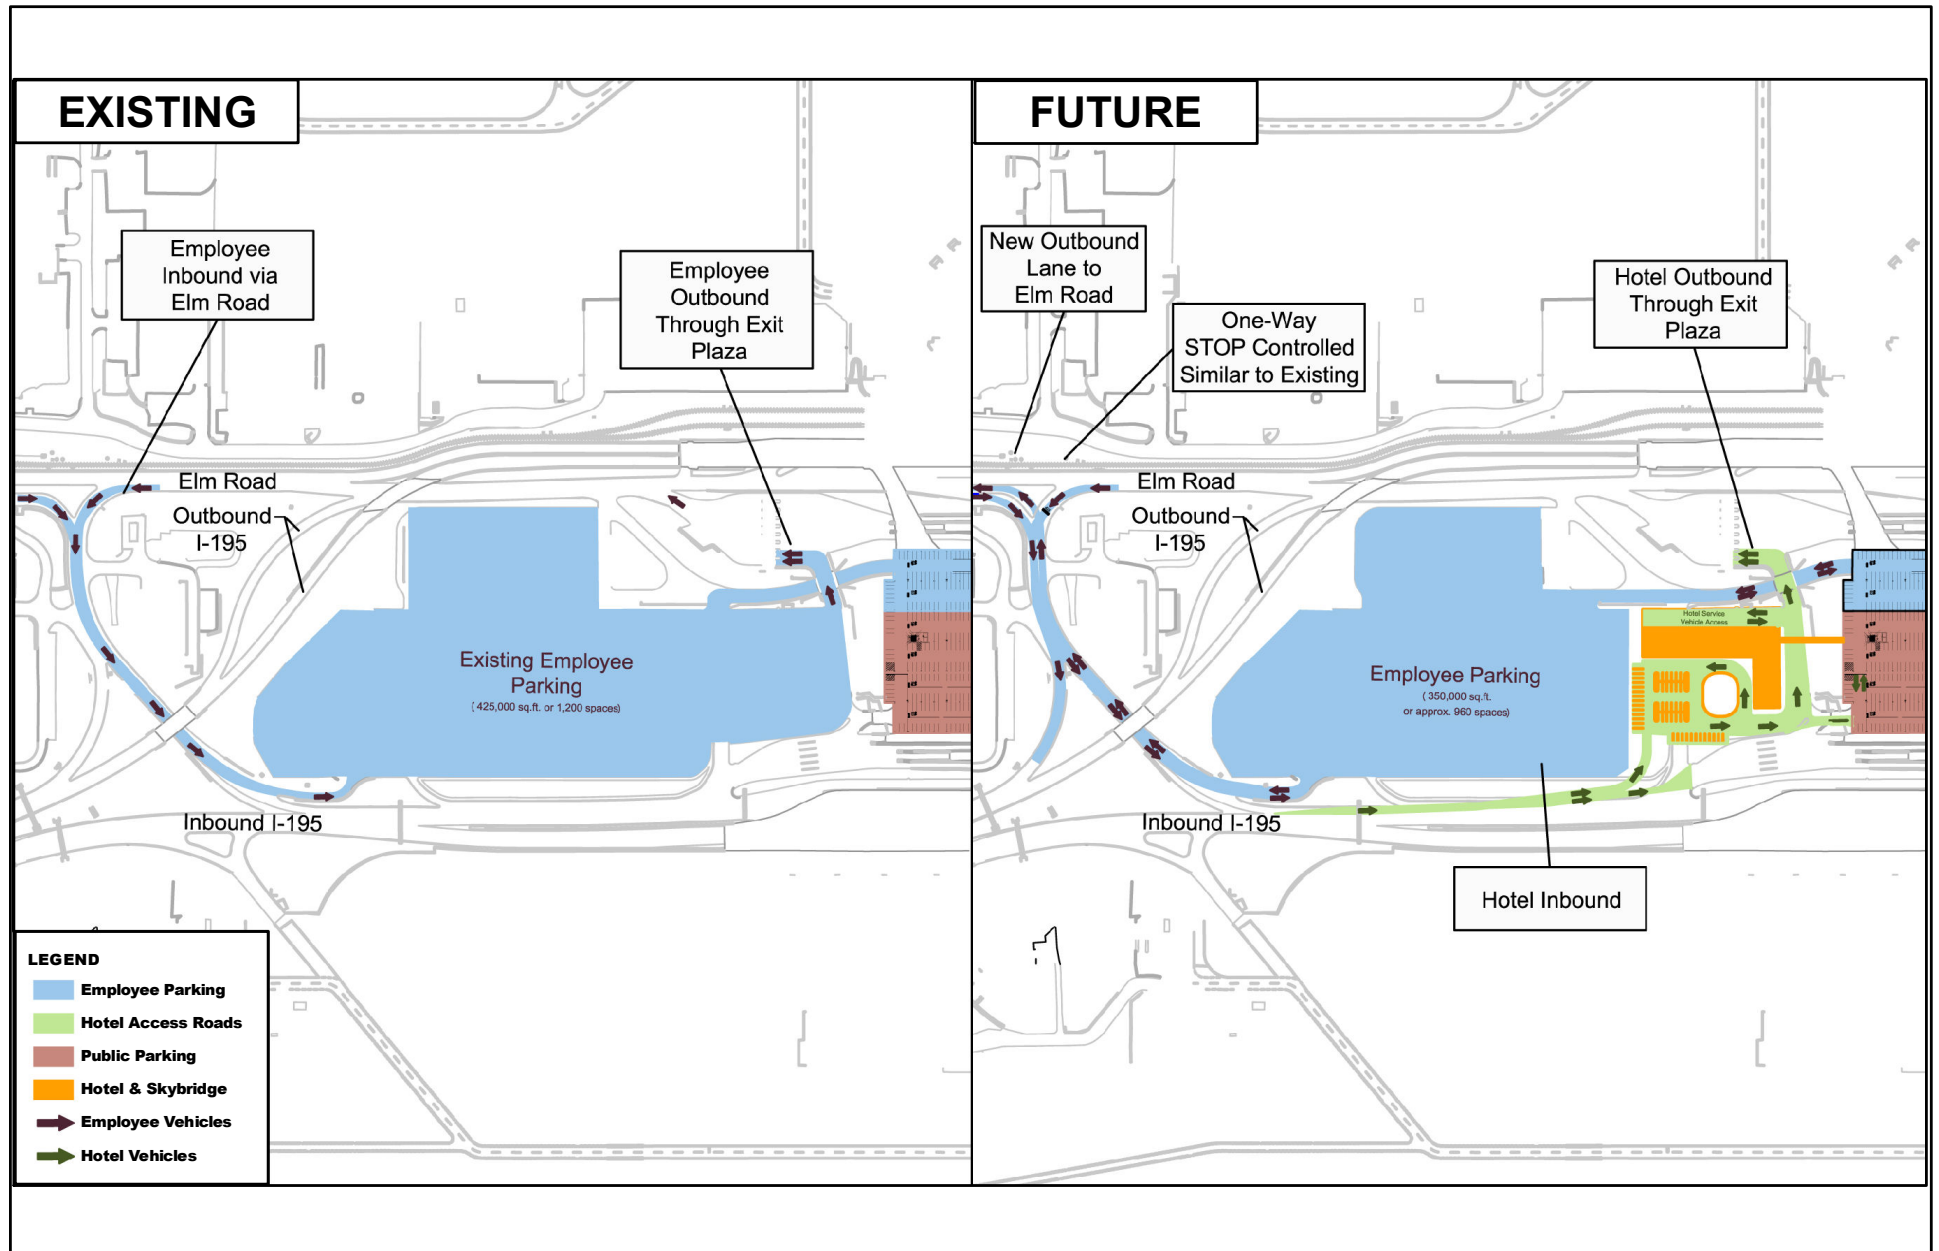 EXISTING
Employee
Inbound via
Elm Road
Employee
Outbound
Through Exit
Plaza
Elm Road
Outbound
I-195
Existing Employee
Parking
( 425,000 sq.ft. or 1,200 spaces)
Inbound I-195
LEGEND
Employee Parking
Hotel Access Roads
Public Parking
Hotel & Skybridge
Employee Vehicles
Hotel Vehicles
FUTURE
New Outbound
Lane to
Elm Road
One-Way
STOP Controlled
Similar to Existing
Hotel Outbound
Through Exit
Plaza
Elm Road
Outbound
I-195
Hotel Service
Vehicle Access
Employee Parking
( 350,000 sq.ft.
or approx. 960 spaces)
Inbound I-195
Hotel Inbound